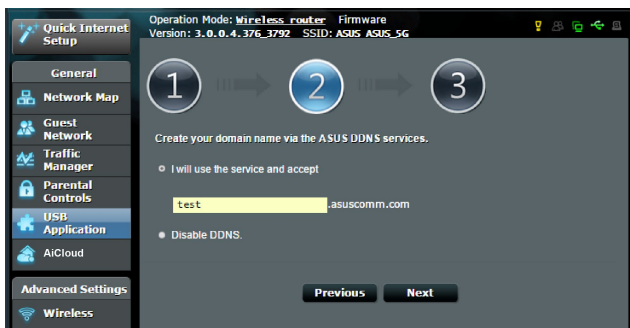 Operation Mode: Wireless router Firmware
Version: 3.0.0.4.376_3792 SSID: ASUS ASUS_5G
Quick Internet
Setup
General
Network Map
Guest
Network
Traffic
Manager
Parental
Controls
USB
Application
AiCloud
Advanced Settings
Wireless
1
2
3
Create your domain name via the ASUS DDNS services.
I will use the service and accept
test .asuscomm.com
Disable DDNS.
Previous Next